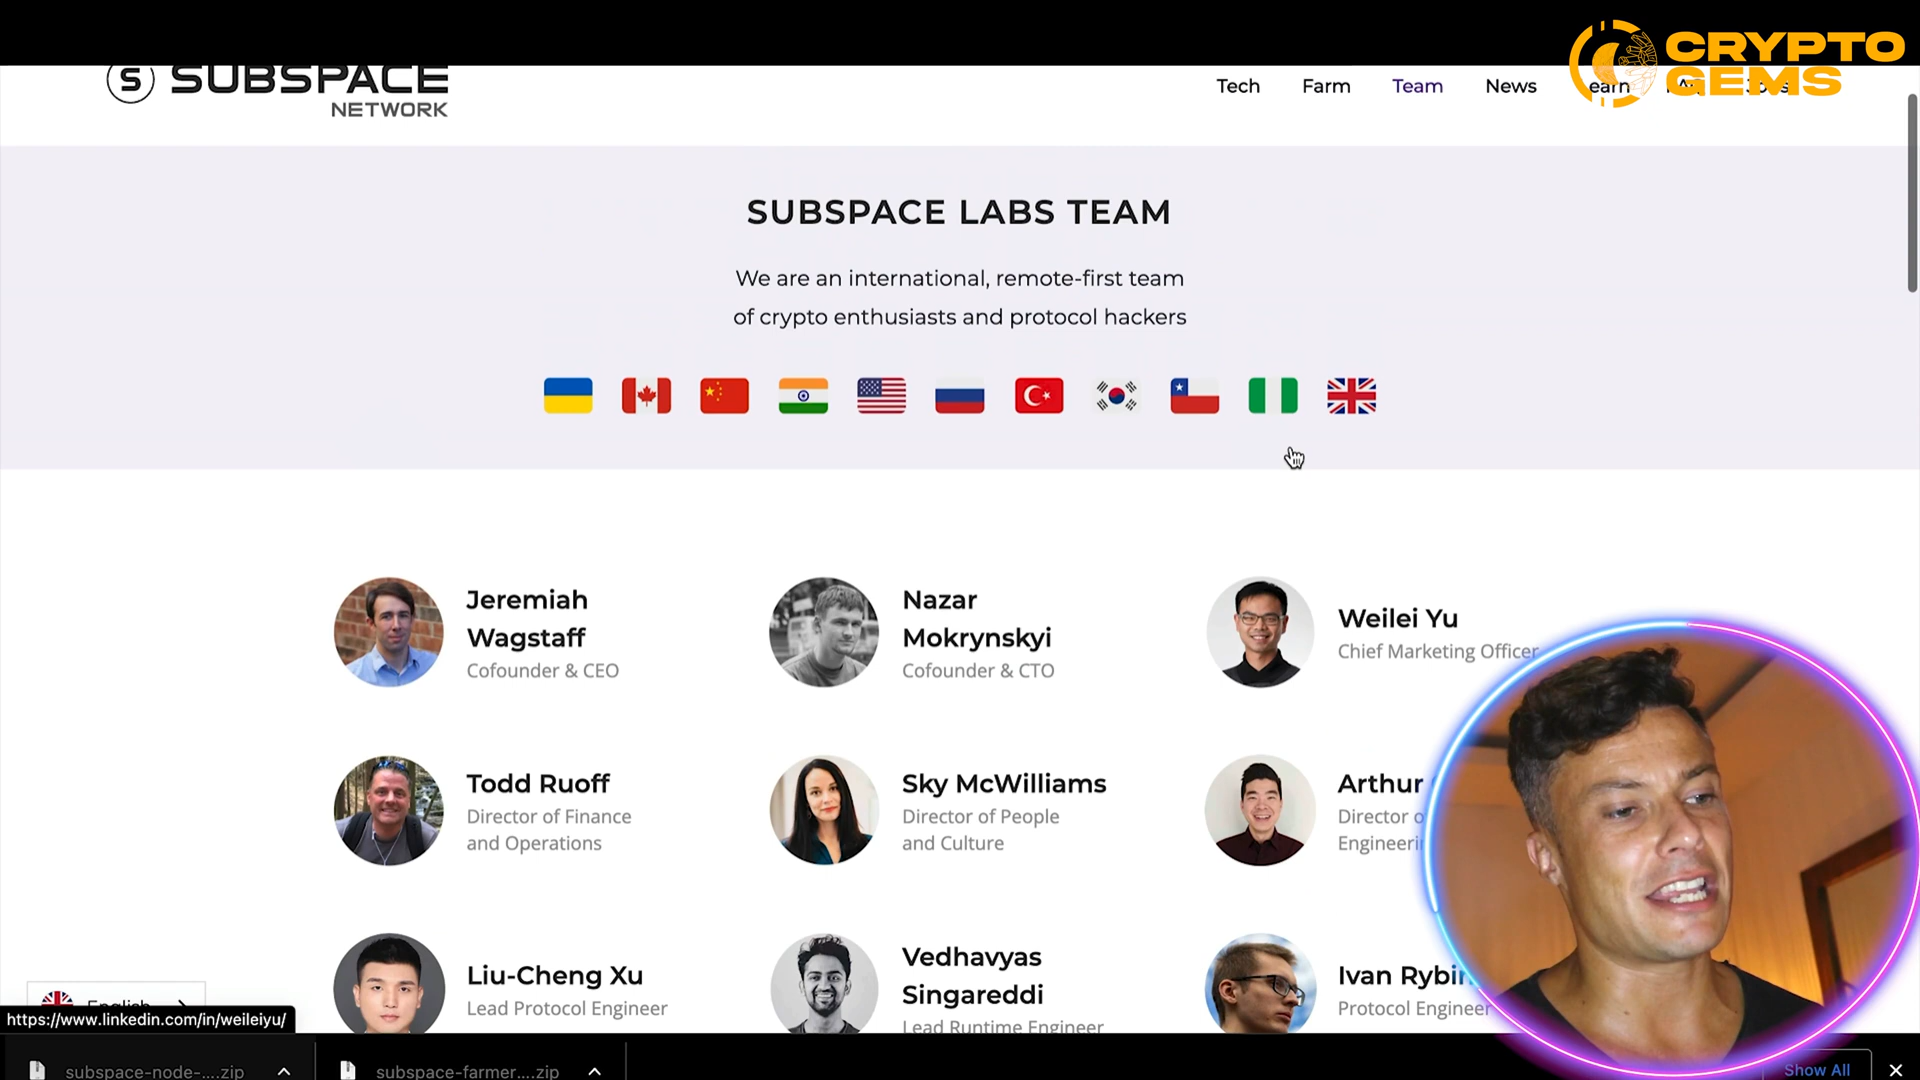 CRYPTO
GEMS
S SUBSPACE
NETWORK
Tech Farm Team News
SUBSPACE LABS TEAM
We are an international, remote-first team
of crypto enthusiasts and protocol hackers
Jeremiah
Wagstaff
Cofounder & CEO
Nazar
Mokrynskyi
Cofounder & CTO
Weilei Yu
Chief Marketing Officer
Todd Ruoff
Director of Finance
and Operations
Sky McWilliams
Director of People
and Culture
Arthur
Director
Liu-Cheng Xu
Lead Protocol Engineer
Vedhavyas
Singareddi
Lead Runtime Engineer
Ivan
Protocol Engineer
English
https://www.linkedin.com/in/weileiyu/
subspace-node-....zip
subspace-farmer....zip
Show All